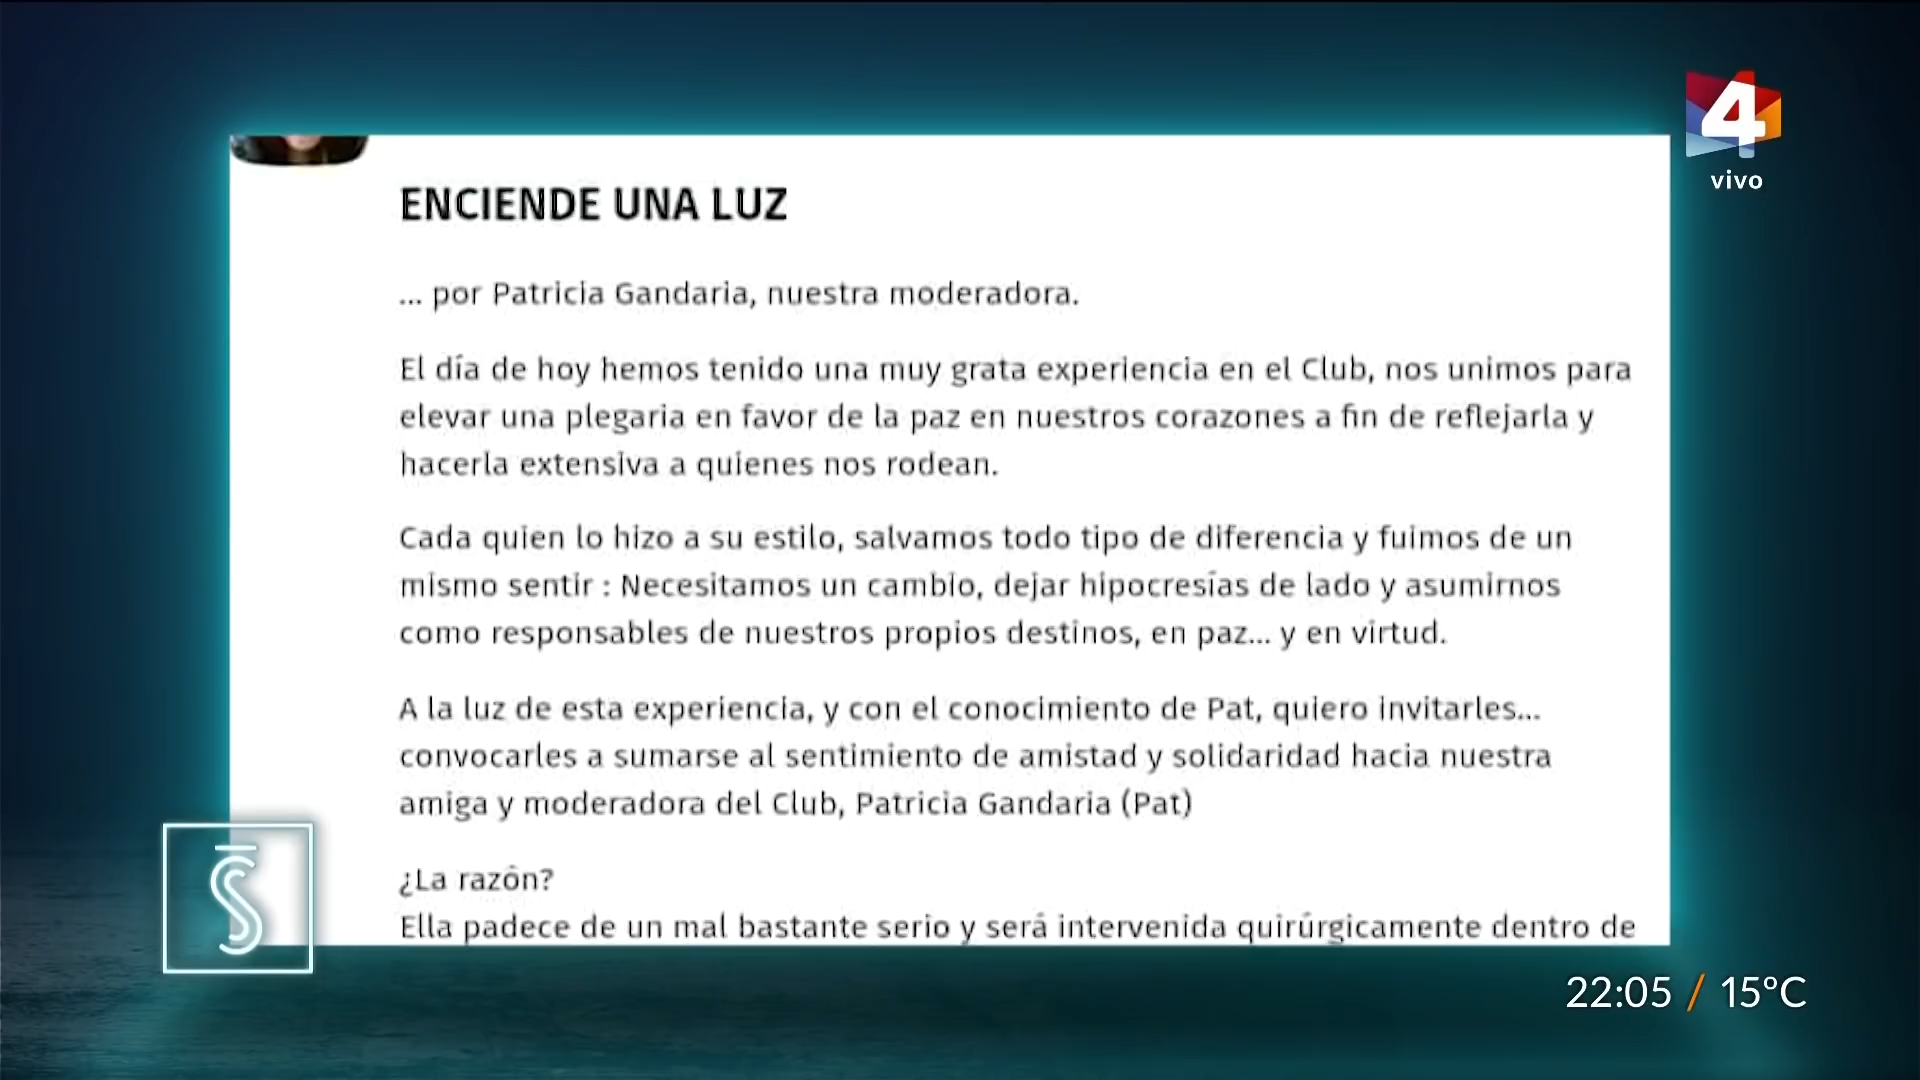 4
vivo
ENCIENDE UNA LUZ
... por Patricia Gandaria, nuestra moderadora.
El día de hoy hemos tenido una muy grata experiencia en el Club, nos unimos para
elevar una plegaria en favor de la paz en nuestros corazones a fin de reflejarla y
hacerla extensiva a quienes nos rodean.
Cada quien lo hizo a su estilo, salvamos todo tipo de diferencia y fuimos de un
mismo sentir : Necesitamos un cambio, dejar hipocresías de lado y asumirnos
como responsables de nuestros propios destinos, en paz... y en virtud.
A la luz de esta experiencia, y con el conocimiento de Pat, quiero invitarles...
convocarles a sumarse al sentimiento de amistad y solidaridad hacia nuestra
amiga y moderadora del Club, Patricia Gandaria (Pat)
¿La razón?
Ella padece de un mal bastante serio y será intervenida quirúrgicamente dentro de
S
22:05 / 15°C